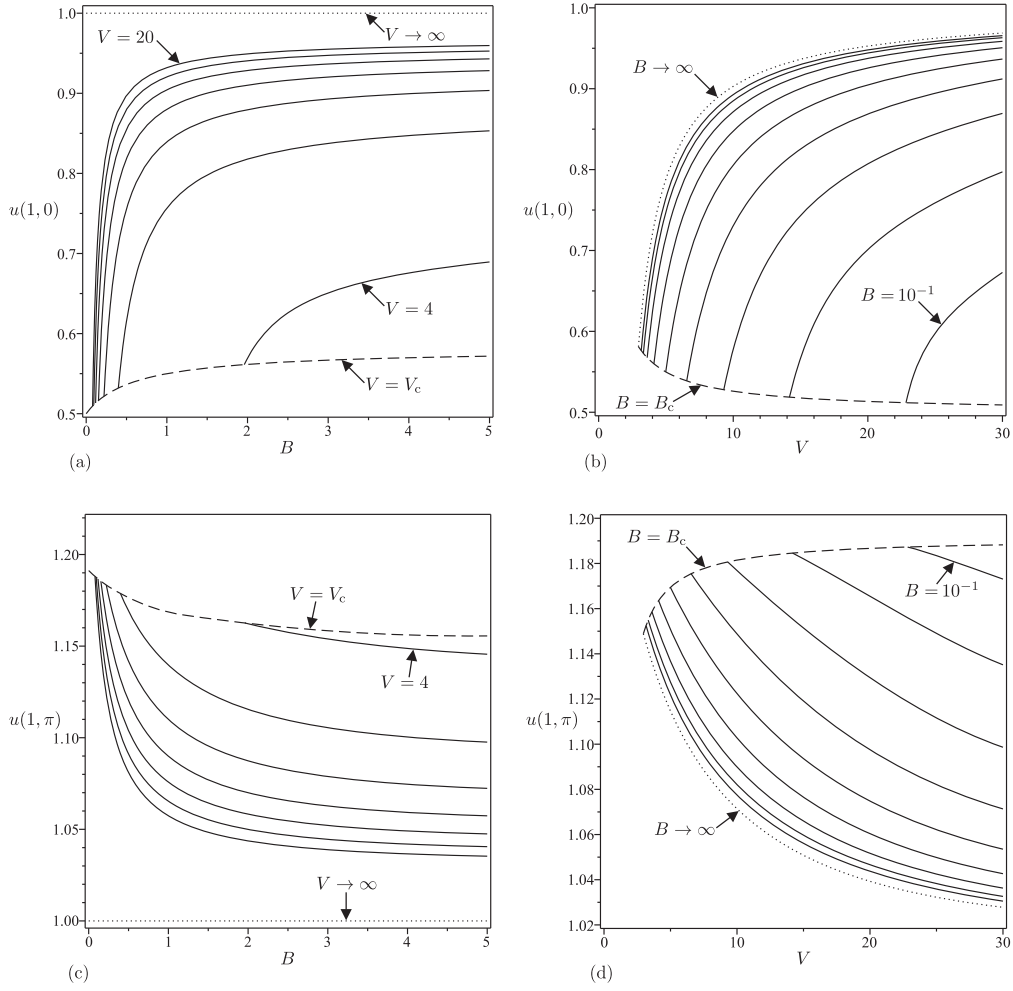 1.0
V → ∞
V = 20
0.9
0.8
u(1, 0)
0.7
V = 4
0.6
V = V_c
0.5
0 1 2 3 4 5
B
(a)
1.0
B → ∞
0.9
0.8
u(1, 0)
0.7
B = 10⁻¹
0.6
B = B_c
0.5
0 10 20 30
V
(b)
1.20
V = V_c
1.15
V = 4
u(1, π)
1.10
1.05
V → ∞
1.00
0 1 2 3 4 5
B
(c)
1.20
B = B_c
1.18
B = 10⁻¹
1.16
1.14
u(1, π)
1.12
1.10
1.08
1.06
B → ∞
1.04
1.02
0 10 20 30
V
(d)